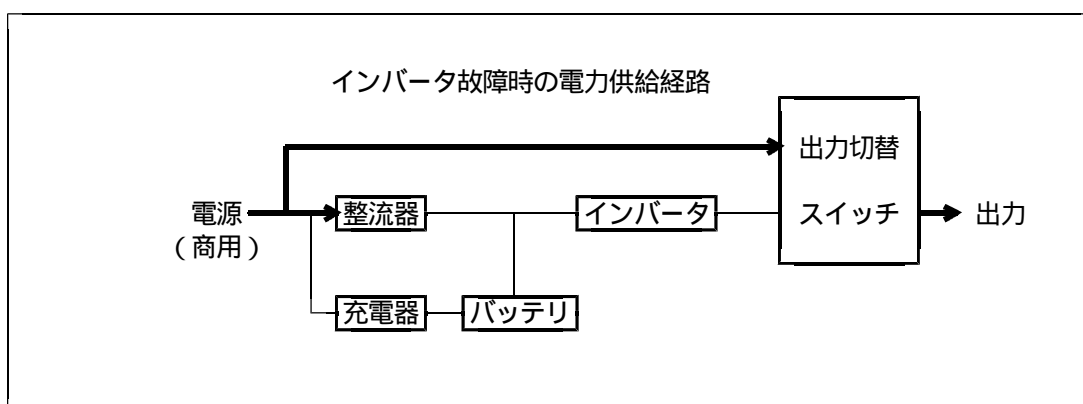 インバータ故障時の電力供給経路
出力切替
電源
整流器
インバータ
スイッチ
出力
(商用)
充電器
バッテリ